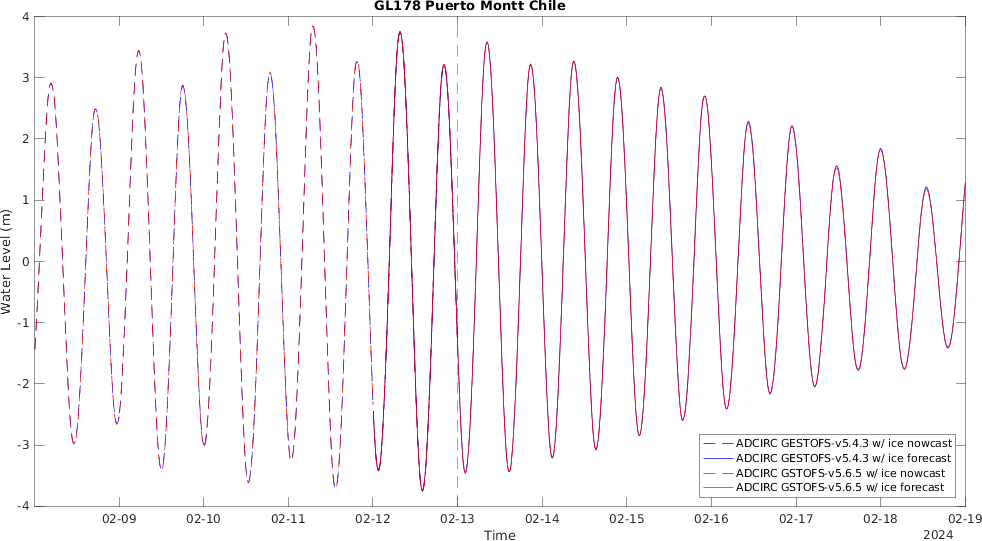 GL178 Puerto Montt Chile
4
3
2
1
0
-1
-2
-3
-4
Water Level (m)
ADCIRC GESTOFS-v5.4.3 w/ ice nowcast
ADCIRC GESTOFS-v5.4.3 w/ ice forecast
ADCIRC GSTOFS-v5.6.5 w/ ice nowcast
ADCIRC GSTOFS-v5.6.5 w/ ice forecast
02-09 02-10 02-11 02-12 02-13 02-14 02-15 02-16 02-17 02-18 02-19
Time
2024